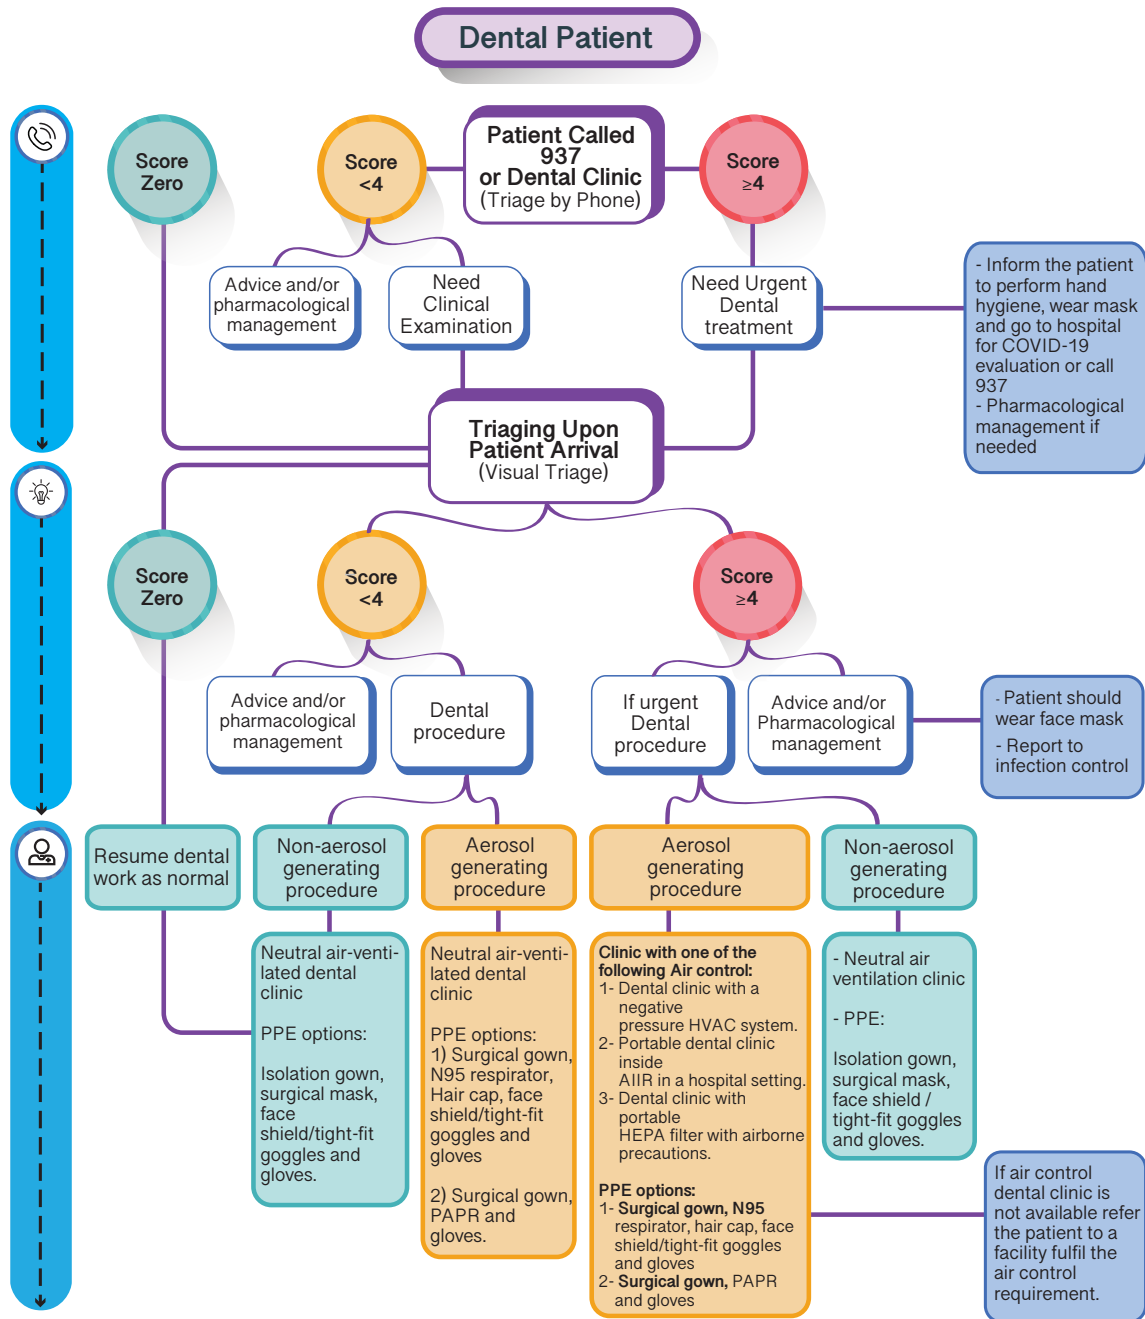 Dental Patient
Score
Zero
Score
<4
Patient Called
937
or Dental Clinic
(Triage by Phone)
Score
≥4
Advice and/or
pharmacological
management
Need
Clinical
Examination
Need Urgent
Dental
treatment
- Inform the patient
to perform hand
hygiene, wear mask
and go to hospital
for COVID-19
evaluation or call
937
- Pharmacological
management if
needed
Triaging Upon
Patient Arrival
(Visual Triage)
Score
Zero
Score
<4
Score
≥4
Advice and/or
pharmacological
management
Dental
procedure
If urgent
Dental
procedure
Advice and/or
Pharmacological
management
- Patient should
wear face mask
- Report to
infection control
Resume dental
work as normal
Non-aerosol
generating
procedure
Aerosol
generating
procedure
Aerosol
generating
procedure
Non-aerosol
generating
procedure
Neutral air-venti-
lated dental
clinic
PPE options:
Isolation gown,
surgical mask,
face
shield/tight-fit
goggles and
gloves.
Neutral air-venti-
lated dental
clinic
PPE options:
1) Surgical gown,
N95 respirator,
Hair cap, face
shield/tight-fit
goggles and
gloves
2) Surgical gown,
PAPR and
gloves.
Clinic with one of the
following Air control:
1- Dental clinic with a
negative
pressure HVAC system.
2- Portable dental clinic
inside
AIIR in a hospital setting.
3- Dental clinic with
portable
HEPA filter with airborne
precautions.
PPE options:
1- Surgical gown, N95
respirator, hair cap, face
shield/tight-fit goggles
and gloves
2- Surgical gown, PAPR
and gloves
- Neutral air
ventilation clinic
- PPE:
Isolation gown,
surgical mask,
face shield /
tight-fit goggles
and gloves.
If air control
dental clinic is
not available refer
the patient to a
facility fulfil the
air control
requirement.